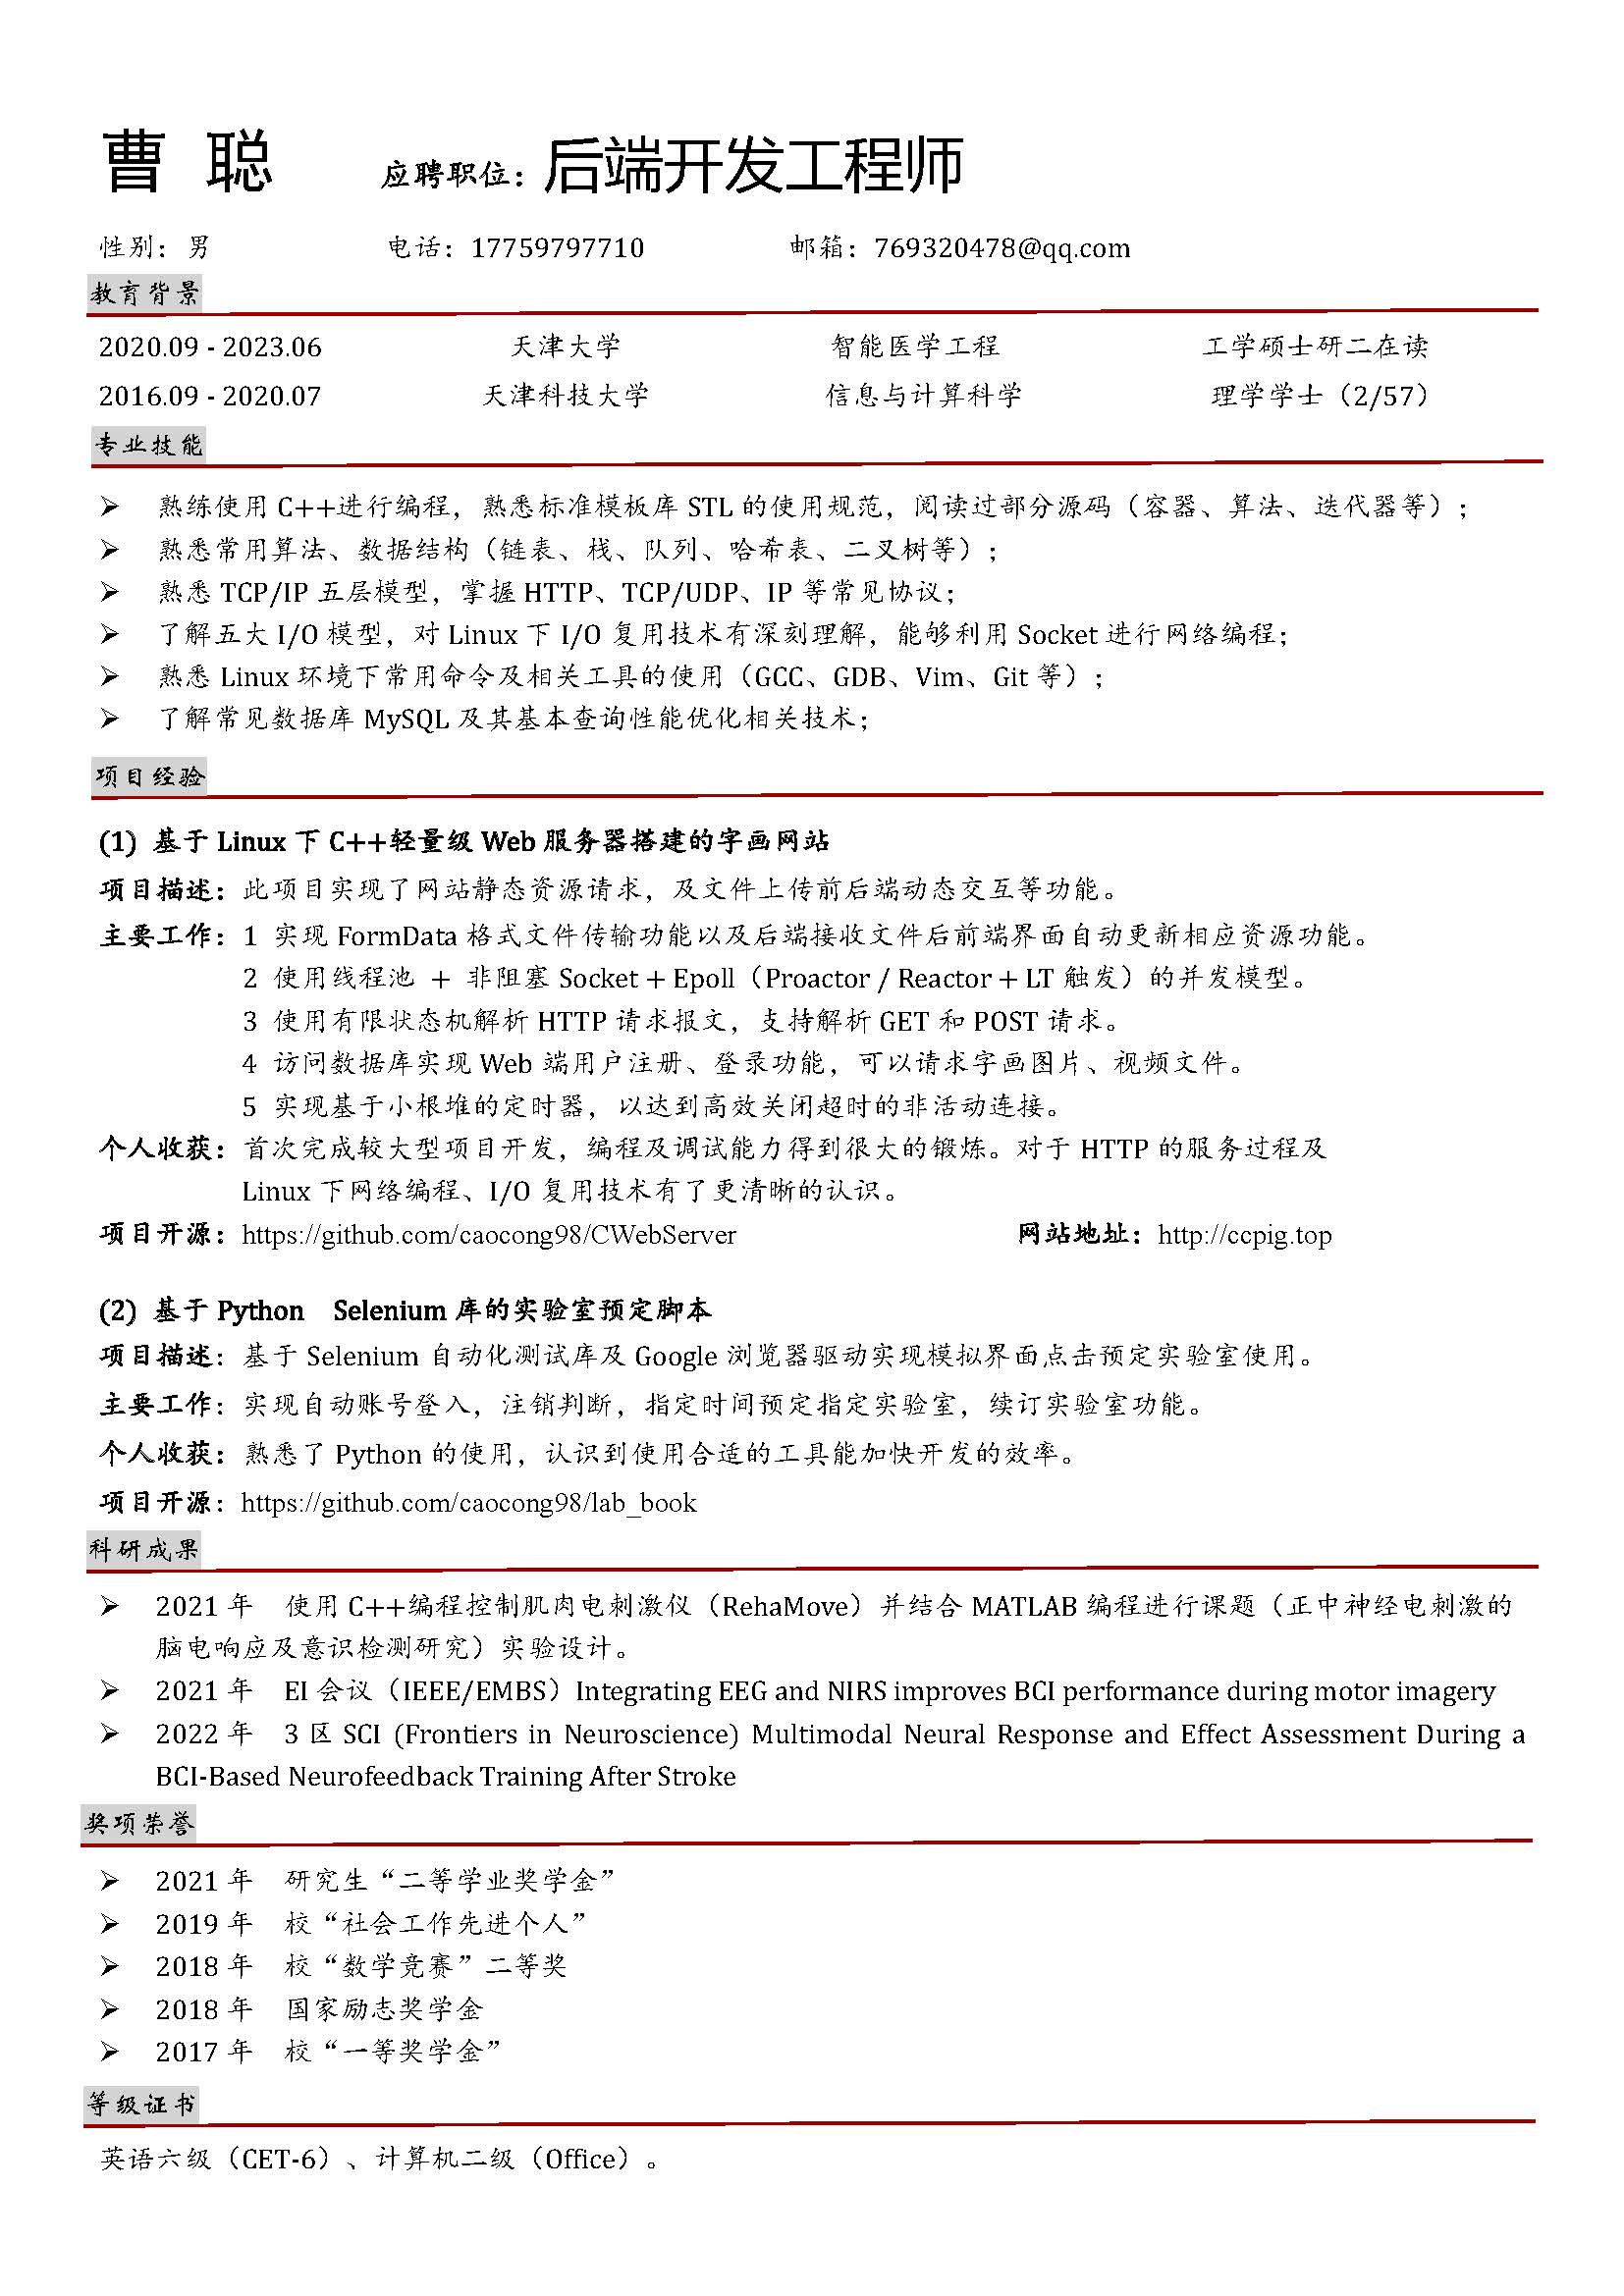 曹 聪 应聘职位：后端开发工程师
性别：男 电话：17759797710 邮箱：769320478@qq.com
教育背景
2020.09 - 2023.06 天津大学 智能医学工程 工学硕士研二在读
2016.09 - 2020.07 天津科技大学 信息与计算科学 理学学士（2/57）
专业技能
➢ 熟练使用 C++进行编程，熟悉标准模板库 STL 的使用规范，阅读过部分源码（容器、算法、迭代器等）；
➢ 熟悉常用算法、数据结构（链表、栈、队列、哈希表、二叉树等）；
➢ 熟悉 TCP/IP 五层模型，掌握 HTTP、TCP/UDP、IP 等常见协议；
➢ 了解五大 I/O 模型，对 Linux 下 I/O 复用技术有深刻理解，能够利用 Socket 进行网络编程；
➢ 熟悉 Linux 环境下常用命令及相关工具的使用（GCC、GDB、Vim、Git 等）；
➢ 了解常见数据库 MySQL 及其基本查询性能优化相关技术；
项目经验
(1) 基于 Linux 下 C++轻量级 Web 服务器搭建的字画网站
项目描述：此项目实现了网站静态资源请求，及文件上传前后端动态交互等功能。
主要工作：1 实现 FormData 格式文件传输功能以及后端接收文件后前端界面自动更新相应资源功能。
2 使用线程池 + 非阻塞 Socket + Epoll（Proactor / Reactor + LT 触发）的并发模型。
3 使用有限状态机解析 HTTP 请求报文，支持解析 GET 和 POST 请求。
4 访问数据库实现 Web 端用户注册、登录功能，可以请求字画图片、视频文件。
5 实现基于小根堆的定时器，以达到高效关闭超时的非活动连接。
个人收获：首次完成较大型项目开发，编程及调试能力得到很大的锻炼。对于 HTTP 的服务过程及
Linux 下网络编程、I/O 复用技术有了更清晰的认识。
项目开源：https://github.com/caocong98/CWebServer 网站地址：http://ccpig.top
(2) 基于 Python Selenium 库的实验室预定脚本
项目描述：基于 Selenium 自动化测试库及 Google 浏览器驱动实现模拟界面点击预定实验室使用。
主要工作：实现自动账号登入，注销判断，指定时间预定指定实验室，续订实验室功能。
个人收获：熟悉了 Python 的使用，认识到使用合适的工具能加快开发的效率。
项目开源：https://github.com/caocong98/lab_book
科研成果
➢ 2021 年 使用 C++编程控制肌肉电刺激仪（RehaMove）并结合 MATLAB 编程进行课题（正中神经电刺激的
脑电响应及意识检测研究）实验设计。
➢ 2021 年 EI 会议（IEEE/EMBS）Integrating EEG and NIRS improves BCI performance during motor imagery
➢ 2022 年 3 区 SCI (Frontiers in Neuroscience) Multimodal Neural Response and Effect Assessment During a
BCI-Based Neurofeedback Training After Stroke
奖项荣誉
➢ 2021 年 研究生“二等学业奖学金”
➢ 2019 年 校“社会工作先进个人”
➢ 2018 年 校“数学竞赛”二等奖
➢ 2018 年 国家励志奖学金
➢ 2017 年 校“一等奖学金”
等级证书
英语六级（CET-6）、计算机二级（Office）。